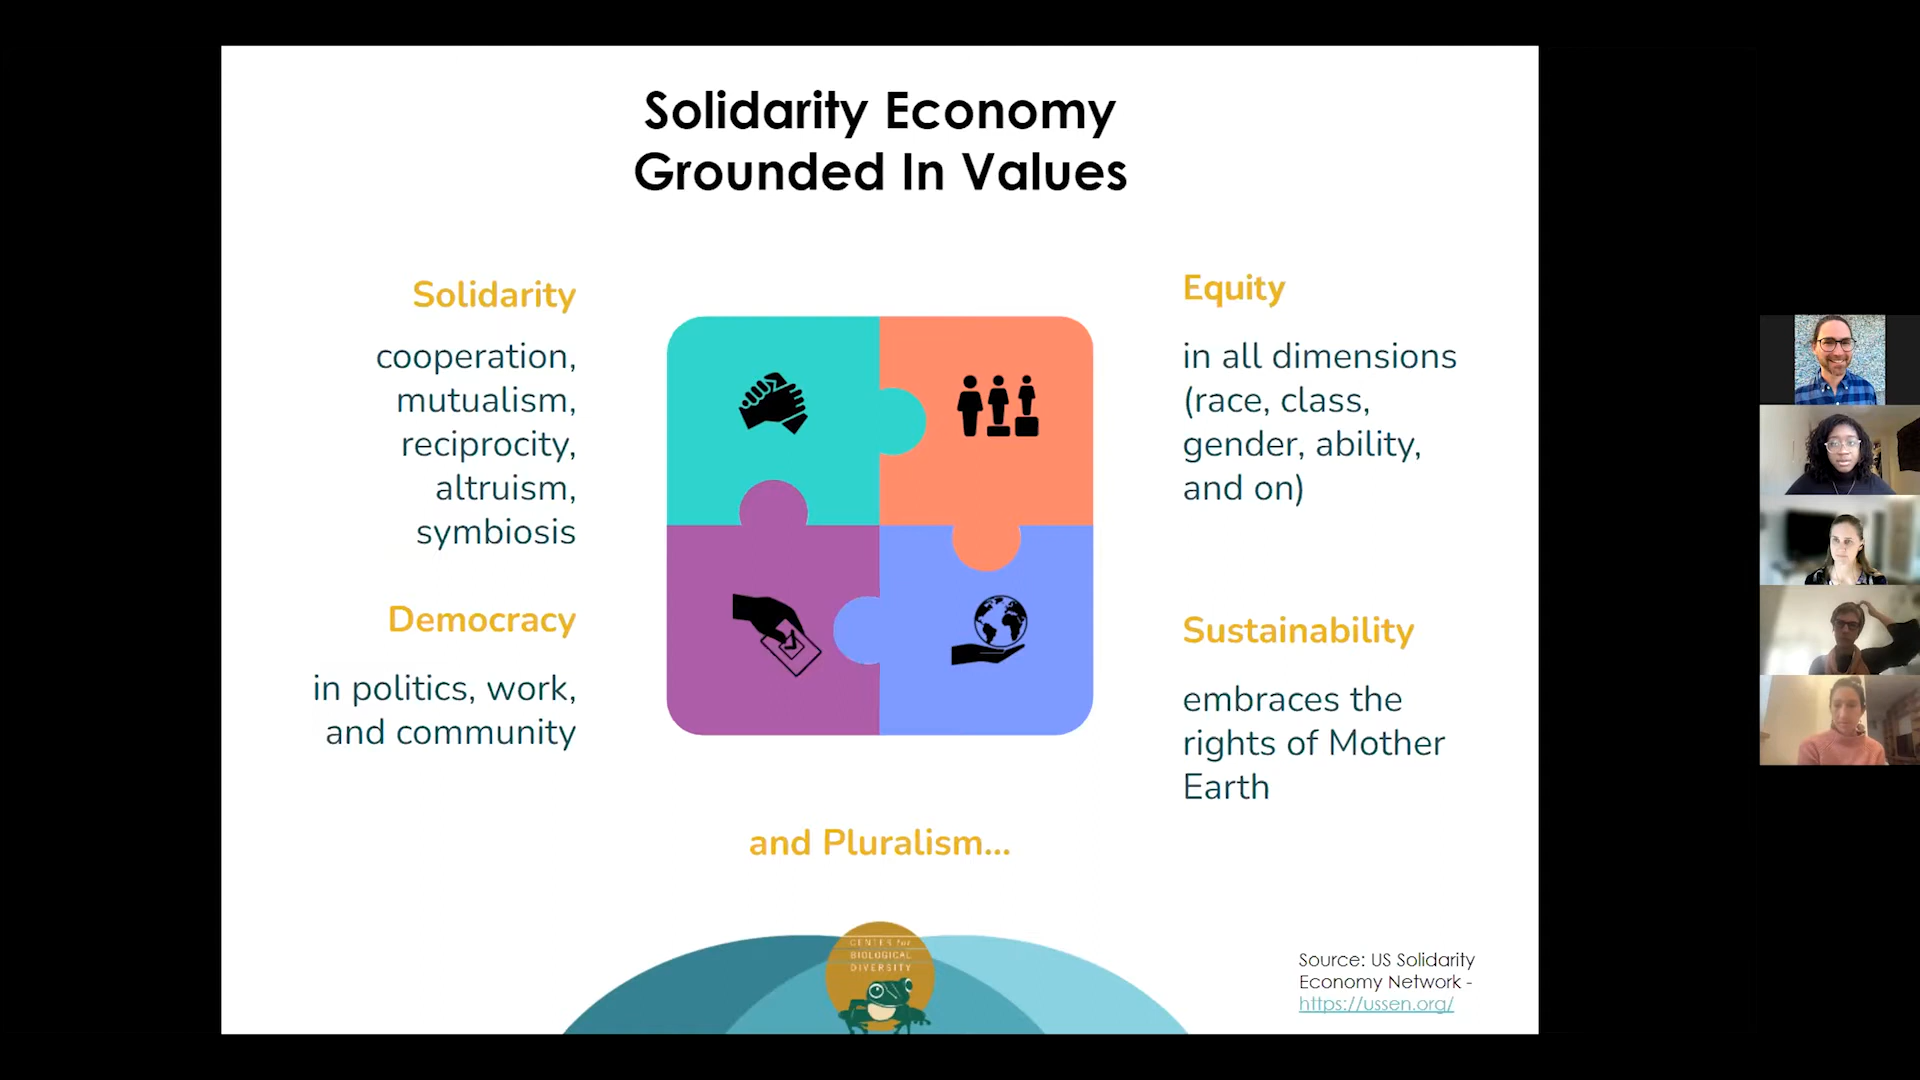 Solidarity Economy
Grounded In Values
Solidarity
cooperation,
mutualism,
reciprocity,
altruism,
symbiosis
Equity
in all dimensions
(race, class,
gender, ability,
and on)
Democracy
in politics, work,
and community
Sustainability
embraces the
rights of Mother
Earth
and Pluralism...
CENTER for
BIOLOGICAL
DIVERSITY
Source: US Solidarity
Economy Network -
https://ussen.org/